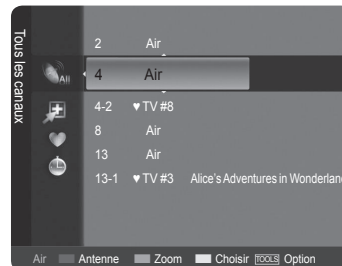 Tous les canaux
All
2 Air
4 Air
4-2 ♥ TV #8
8 Air
13 Air
13-1 ♥ TV #3 Alice's Adventures in Wonderlan
Air Antenne Zoom Choisir TOOLS Option